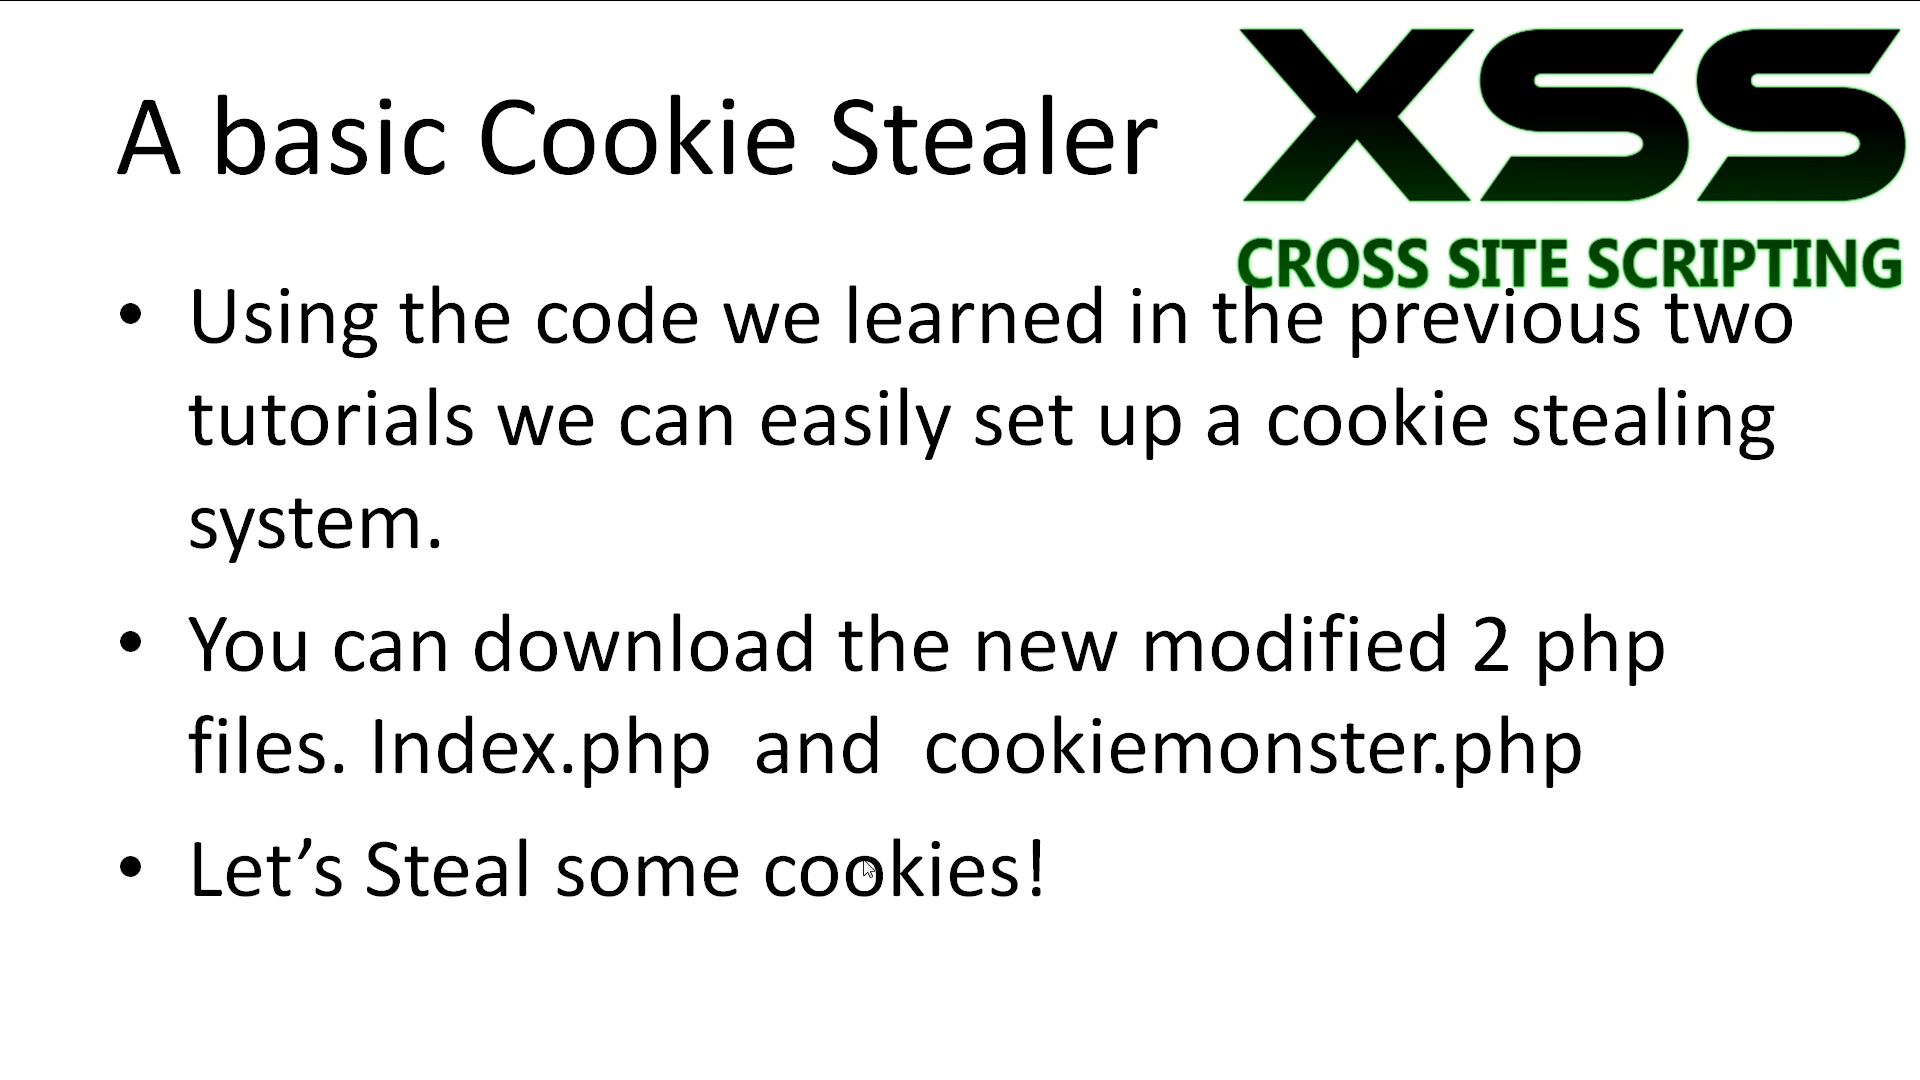 XSS
A basic Cookie Stealer
CROSS SITE SCRIPTING
• Using the code we learned in the previous two
tutorials we can easily set up a cookie stealing
system.
• You can download the new modified 2 php
files. Index.php and cookiemonster.php
• Let’s Steal some cookies!